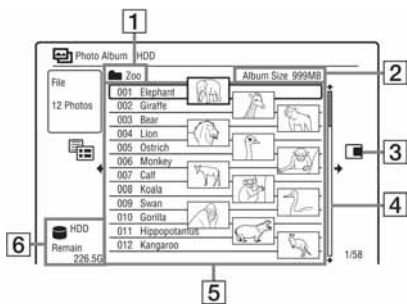 1
Photo Album HDD
2
Zoo
Album Size 999MB
File
12 Photos
001 Elephant
002 Giraffe
003 Bear
004 Lion
005 Ostrich
006 Monkey
007 Calf
008 Koala
009 Swan
010 Gorilla
011 Hippopotamus
012 Kangaroo
3
4
6
HDD
Remain
226.5G
1/58
5